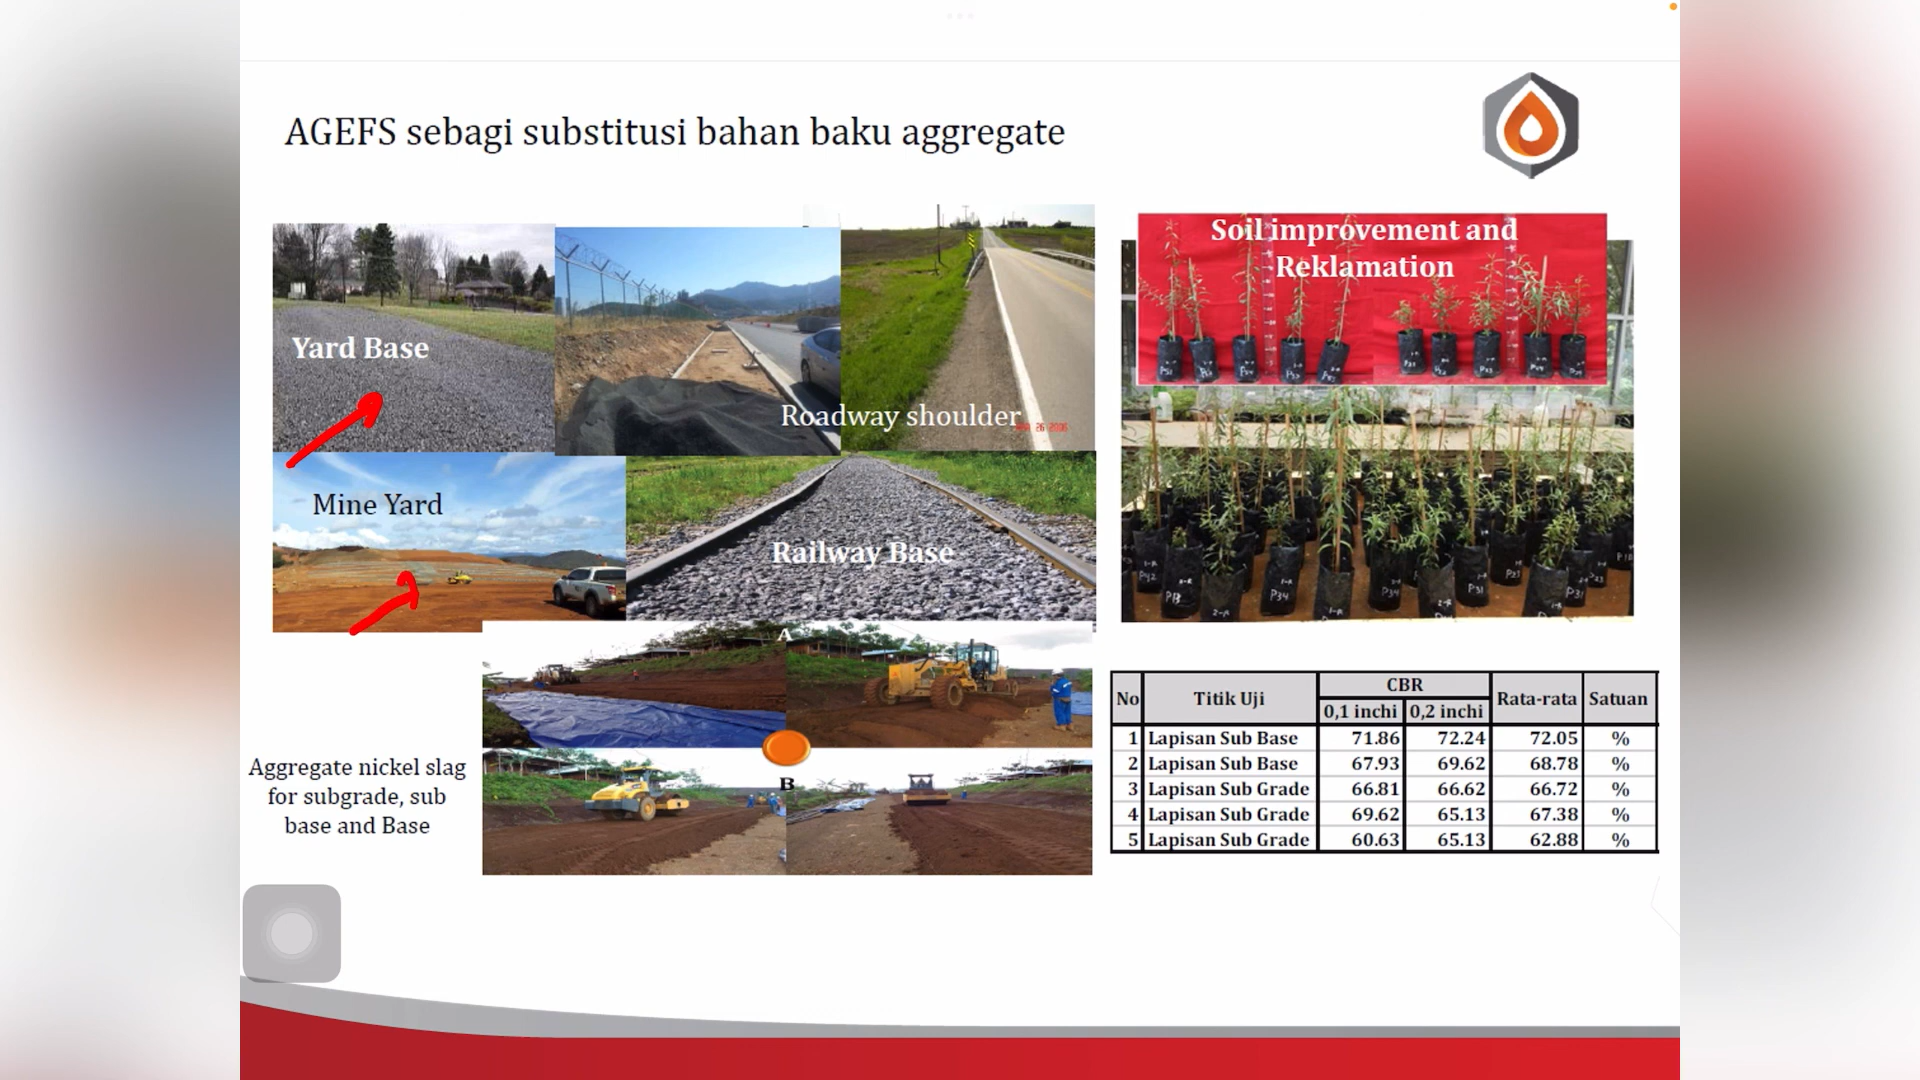 AGEFS sebagi substitusi bahan baku aggregate
Yard Base
Roadway shoulder
Mine Yard
Railway Base
A
B
Aggregate nickel slag
for subgrade, sub
base and Base
Soil improvement and
Reklamation
P42
P13
P34
P31
No Titik Uji CBR Rata-rata Satuan
0,1 inchi 0,2 inchi
1 Lapisan Sub Base 71.86 72.24 72.05 %
2 Lapisan Sub Base 67.93 69.62 68.78 %
3 Lapisan Sub Grade 66.81 66.62 66.72 %
4 Lapisan Sub Grade 69.62 65.13 67.38 %
5 Lapisan Sub Grade 60.63 65.13 62.88 %